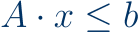 A · x ≤ b